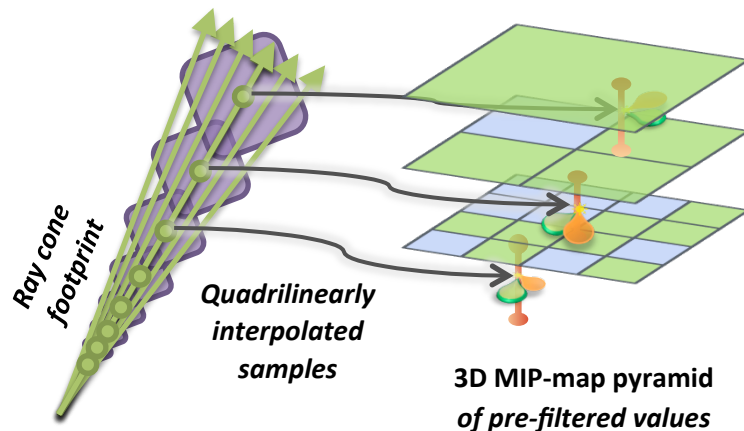 Ray cone
footprint
Quadrilinearly
interpolated
samples
3D MIP-map pyramid
of pre-filtered values